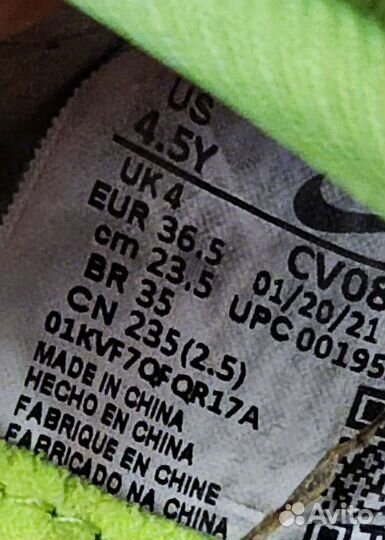 US
4.5Y
UK 4
EUR 36.5
cm 23.5
BR 35
CN 235(2.5)
01KVF7QFQR17A
MADE IN CHINA
HECHO EN CHINA
FABRIQUE EN CHINE
FABRICADO NA CHINA
CV08
01/20/21
UPC 00195
Avito